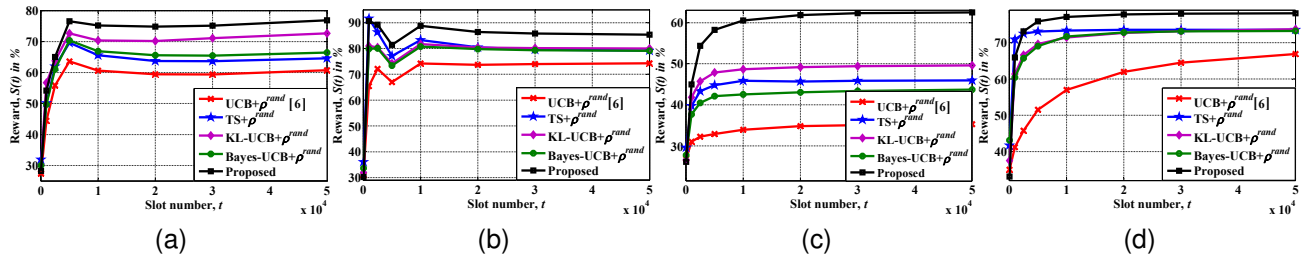 Reward, S(t) in %
80
70
60
50
40
30
UCB+ρ^rand [6]
TS+ρ^rand
KL-UCB+ρ^rand
Bayes-UCB+ρ^rand
Proposed
0 1 2 3 4 5
Slot number, t
x 10^4
(a)
Reward, S(t) in %
90
80
70
60
50
40
30
UCB+ρ^rand [6]
TS+ρ^rand
KL-UCB+ρ^rand
Bayes-UCB+ρ^rand
Proposed
0 1 2 3 4 5
Slot number, t
x 10^4
(b)
Reward, S(t) in %
60
50
40
30
UCB+ρ^rand [6]
TS+ρ^rand
KL-UCB+ρ^rand
Bayes-UCB+ρ^rand
Proposed
0 1 2 3 4 5
Slot number, t
x 10^4
(c)
Reward, S(t) in %
70
60
50
40
UCB+ρ^rand[6]
TS+ρ^rand
KL-UCB+ρ^rand
Bayes-UCB+ρ^rand
Proposed
0 1 2 3 4 5
Slot number, t
x 10^4
(d)